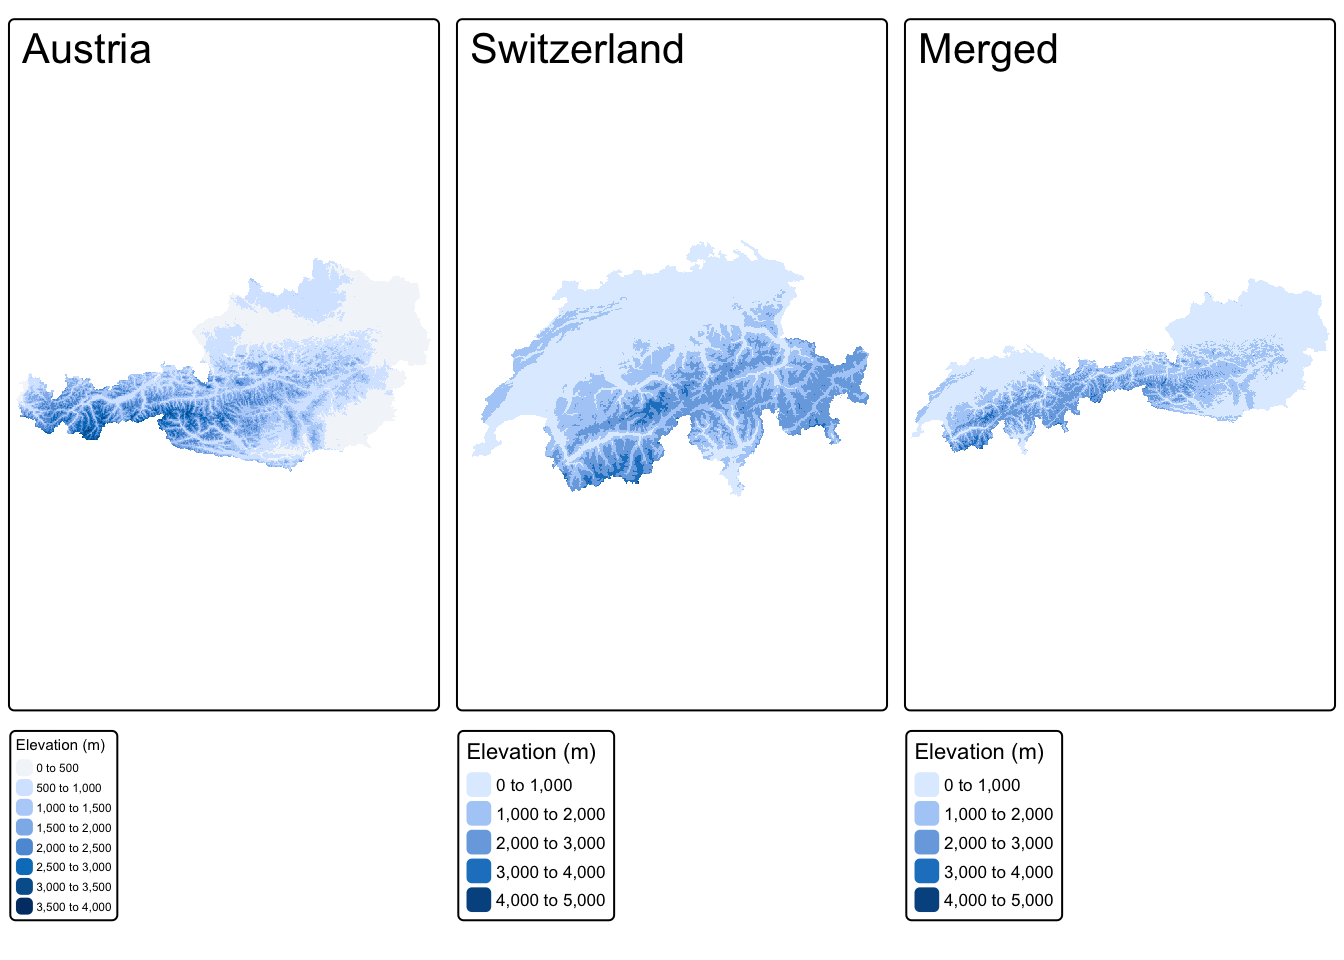 Austria
Switzerland
Merged
Elevation (m)
0 to 500
500 to 1,000
1,000 to 1,500
1,500 to 2,000
2,000 to 2,500
2,500 to 3,000
3,000 to 3,500
3,500 to 4,000
Elevation (m)
0 to 1,000
1,000 to 2,000
2,000 to 3,000
3,000 to 4,000
4,000 to 5,000
Elevation (m)
0 to 1,000
1,000 to 2,000
2,000 to 3,000
3,000 to 4,000
4,000 to 5,000